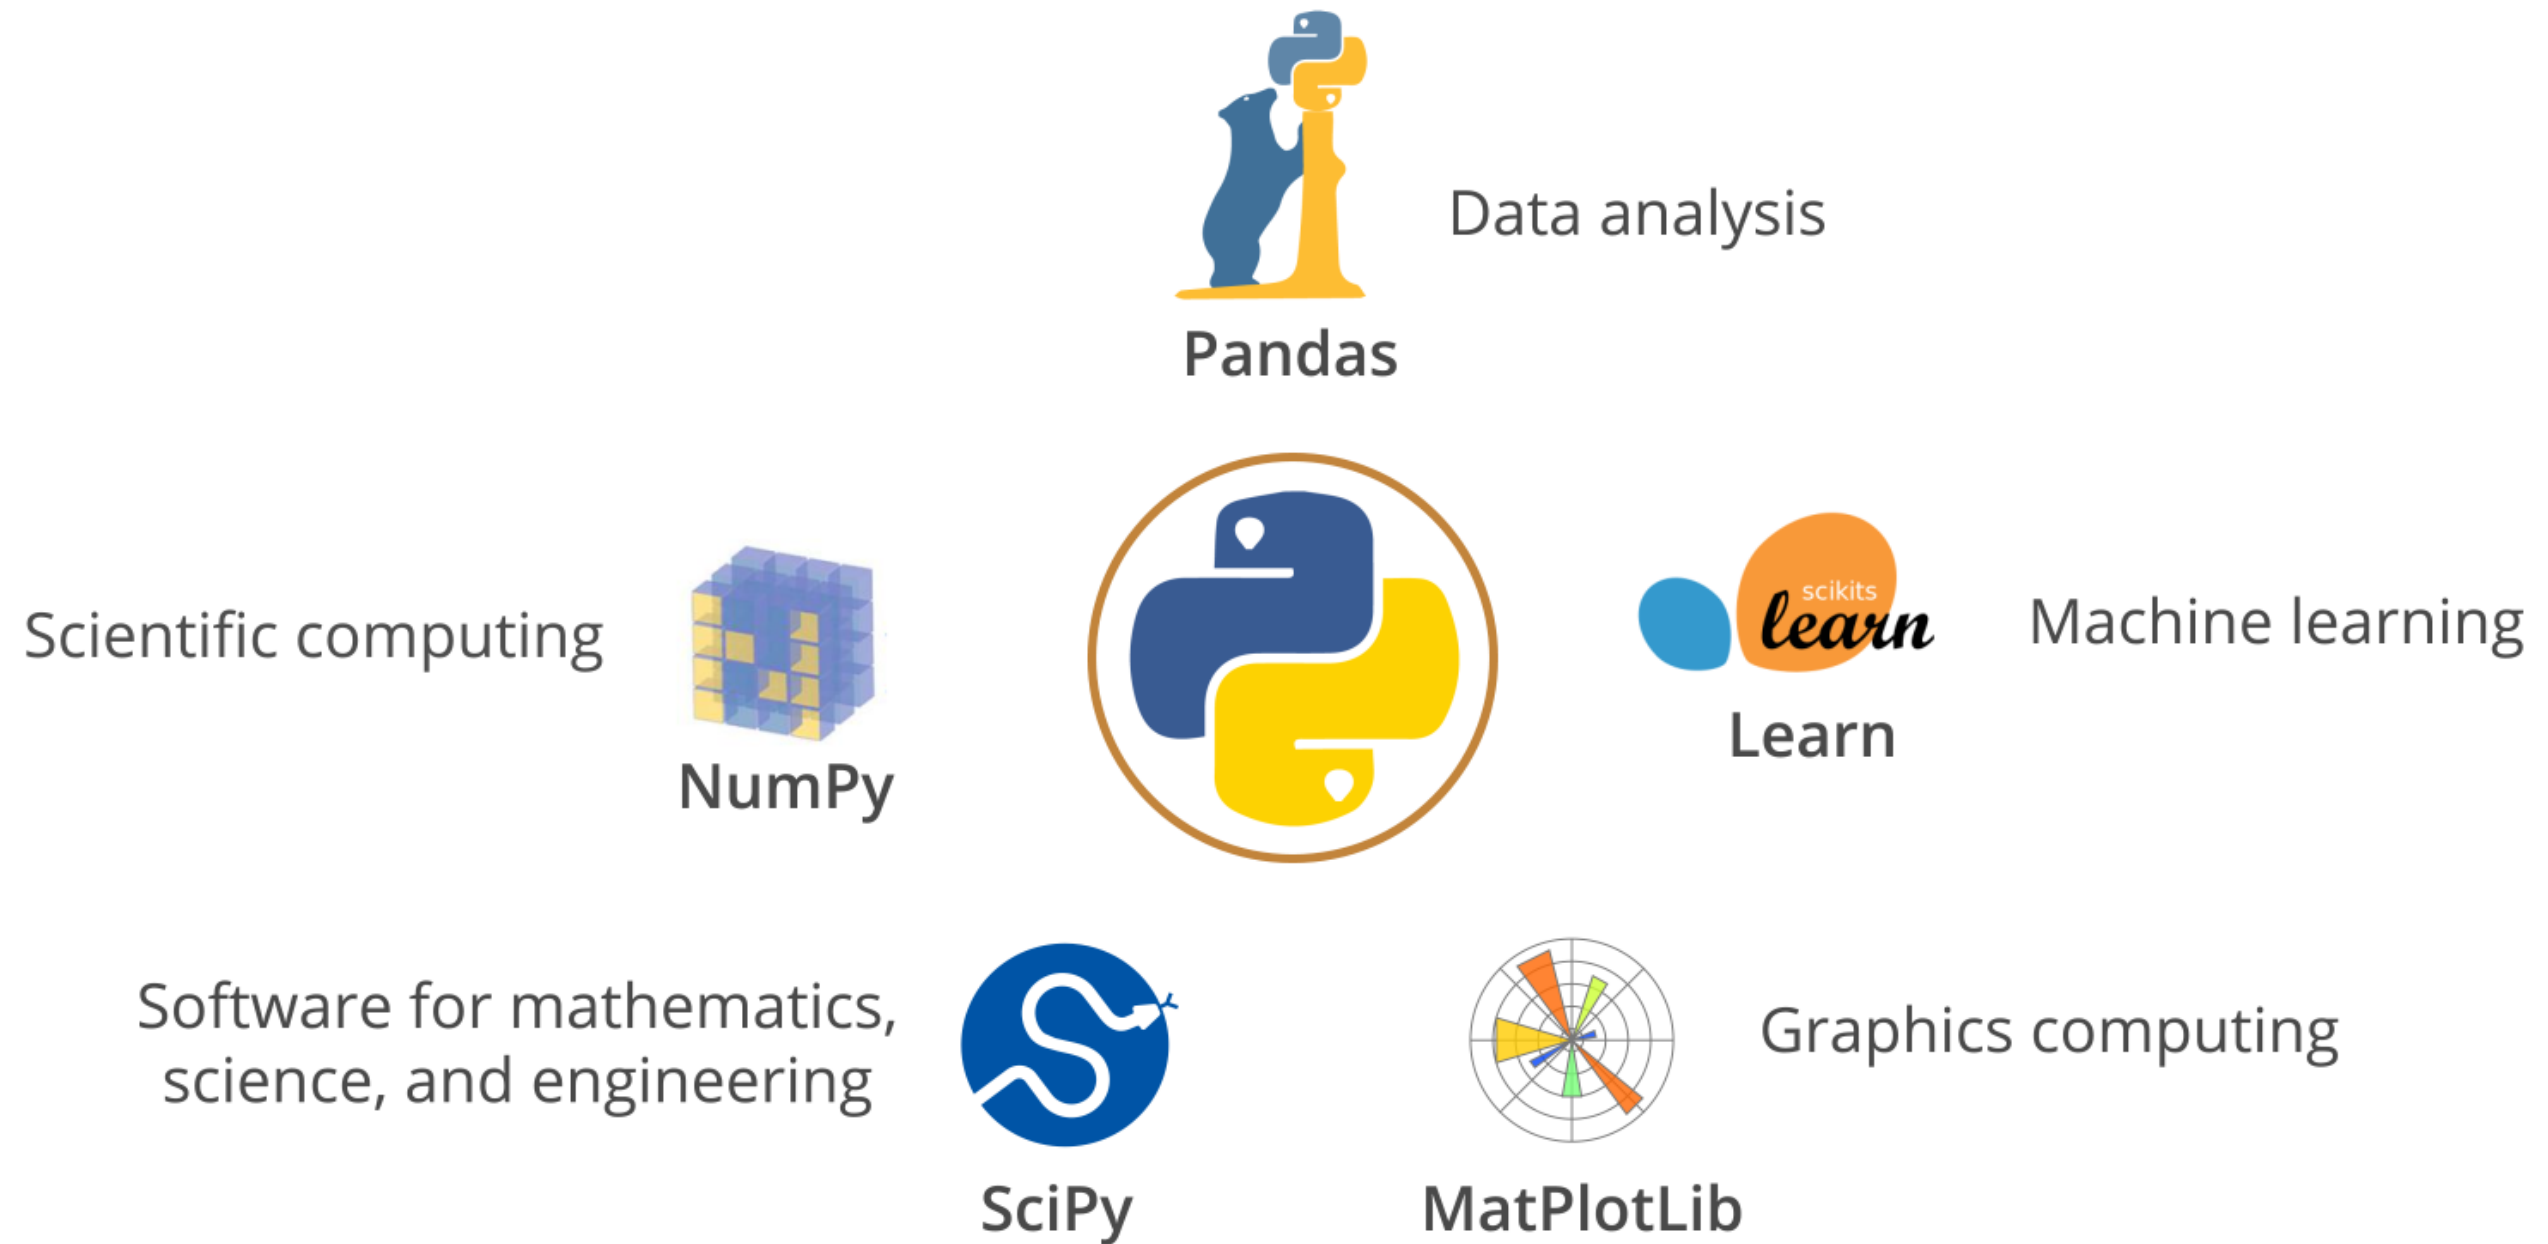 Data analysis
Pandas
Scientific computing
NumPy
scikits
learn
Learn
Machine learning
Software for mathematics,
science, and engineering
SciPy
MatPlotLib
Graphics computing